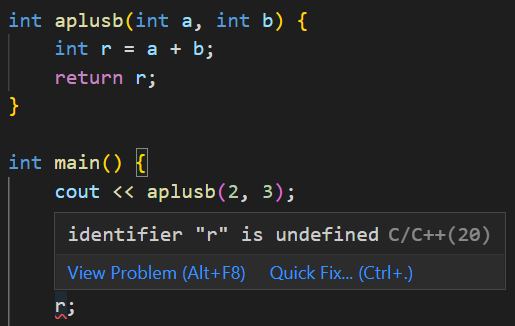 int aplusb(int a, int b) {
    int r = a + b;
    return r;
}
int main() {
    cout << aplusb(2, 3);
identifier "r" is undefined C/C++(20)
View Problem (Alt+F8) Quick Fix... (Ctrl+.)
    r;